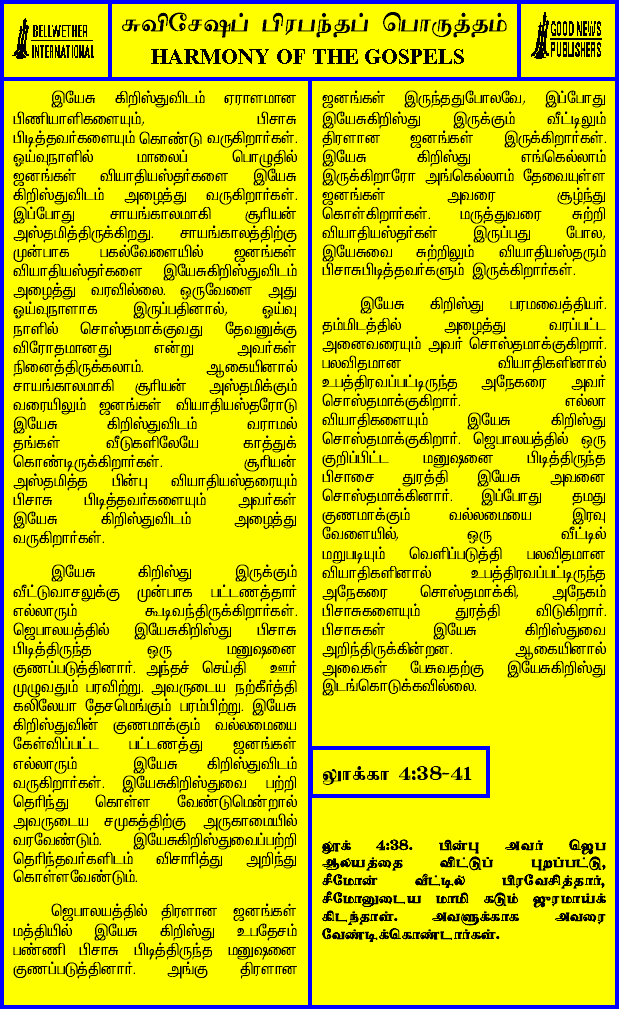 BELLWETHER
INTERNATIONAL
சுவிசேஷப் பிரபந்தப் பொருத்தம்
HARMONY OF THE GOSPELS
GOOD NEWS
PUBLISHERS
இயேசு கிறிஸ்துவிடம் ஏராளமான
பிணியாளிகளையும், பிசாசு
பிடித்தவர்களையும் கொண்டு வருகிறார்கள்.
ஓய்வுநாளில் மாலைப் பொழுதில்
ஜனங்கள் வியாதியஸ்தர்களை இயேசு
கிறிஸ்துவிடம் அழைத்து வருகிறார்கள்.
இப்போது சாயங்காலமாகி சூரியன்
அஸ்தமித்திருக்கிறது. சாயங்காலத்திற்கு
முன்பாக பகல்வேளையில் ஜனங்கள்
வியாதியஸ்தர்களை இயேசுகிறிஸ்துவிடம்
அழைத்து வரவில்லை. ஒருவேளை அது
ஓய்வுநாளாக இருப்பதினால், ஓய்வு
நாளில் சொஸ்தமாக்குவது தேவனுக்கு
விரோதமானது என்று அவர்கள்
நினைத்திருக்கலாம். ஆகையினால்
சாயங்காலமாகி சூரியன் அஸ்தமிக்கும்
வரையிலும் ஜனங்கள் வியாதியஸ்தரோடு
இயேசு கிறிஸ்துவிடம் வராமல்
தங்கள் வீடுகளிலேயே காத்துக்
கொண்டிருக்கிறார்கள். சூரியன்
அஸ்தமித்த பின்பு வியாதியஸ்தரையும்
பிசாசு பிடித்தவர்களையும் அவர்கள்
இயேசு கிறிஸ்துவிடம் அழைத்து
வருகிறார்கள்.
இயேசு கிறிஸ்து இருக்கும்
வீட்டுவாசலுக்கு முன்பாக பட்டணத்தார்
எல்லாரும் கூடிவந்திருக்கிறார்கள்.
ஜெபாலயத்தில் இயேசுகிறிஸ்து பிசாசு
பிடித்திருந்த ஒரு மனுஷனை
குணப்படுத்தினார். அந்தச் செய்தி ஊர்
முழுவதும் பரவிற்று. அவருடைய நற்கீர்த்தி
கலிலேயா தேசமெங்கும் பரம்பிற்று. இயேசு
கிறிஸ்துவின் குணமாக்கும் வல்லமையை
கேள்விப்பட்ட பட்டணத்து ஜனங்கள்
எல்லாரும் இயேசு கிறிஸ்துவிடம்
வருகிறார்கள். இயேசுகிறிஸ்துவை பற்றி
தெரிந்து கொள்ள வேண்டுமென்றால்
அவருடைய சமுகத்திற்கு அருகாமையில்
வரவேண்டும். இயேசுகிறிஸ்துவைப்பற்றி
தெரிந்தவர்களிடம் விசாரித்து அறிந்து
கொள்ளவேண்டும்.
ஜெபாலயத்தில் திரளான ஜனங்கள்
மத்தியில் இயேசு கிறிஸ்து உபதேசம்
பண்ணி பிசாசு பிடித்திருந்த மனுஷனை
குணப்படுத்தினார். அங்கு திரளான
ஜனங்கள் இருந்ததுபோலவே, இப்போது
இயேசுகிறிஸ்து இருக்கும் வீட்டிலும்
திரளான ஜனங்கள் இருக்கிறார்கள்.
இயேசு கிறிஸ்து எங்கெல்லாம்
இருக்கிறாரோ அங்கெல்லாம் தேவையுள்ள
ஜனங்கள் அவரை சூழ்ந்து
கொள்கிறார்கள். மருத்துவரை சுற்றி
வியாதியஸ்தர்கள் இருப்பது போல,
இயேசுவை சுற்றிலும் வியாதியஸ்தரும்
பிசாசுபிடித்தவர்களும் இருக்கிறார்கள்.
இயேசு கிறிஸ்து பரமவைத்தியர்.
தம்மிடத்தில் அழைத்து வரப்பட்ட
அனைவரையும் அவர் சொஸ்தமாக்குகிறார்.
பலவிதமான வியாதிகளினால்
உபத்திரவப்பட்டிருந்த அநேகரை அவர்
சொஸ்தமாக்குகிறார். எல்லா
வியாதிகளையும் இயேசு கிறிஸ்து
சொஸ்தமாக்குகிறார். ஜெபாலயத்தில் ஒரு
குறிப்பிட்ட மனுஷனை பிடித்திருந்த
பிசாசை துரத்தி இயேசு அவனை
சொஸ்தமாக்கினார். இப்போது தமது
குணமாக்கும் வல்லமையை இரவு
வேளையில், ஒரு வீட்டில்
மறுபடியும் வெளிப்படுத்தி பலவிதமான
வியாதிகளினால் உபத்திரவப்பட்டிருந்த
அநேகரை சொஸ்தமாக்கி, அநேகம்
பிசாசுகளையும் துரத்தி விடுகிறார்.
பிசாசுகள் இயேசு கிறிஸ்துவை
அறிந்திருக்கின்றன. ஆகையினால்
அவைகள் பேசுவதற்கு இயேசுகிறிஸ்து
இடங்கொடுக்கவில்லை.
லூக்கா 4:38-41
லூக் 4:38. பின்பு அவர் ஜெப
ஆலயத்தை விட்டுப் புறப்பட்டு,
சீமோன் வீட்டில் பிரவேசித்தார்,
சீமோனுடைய மாமி கடும் ஜுரமாய்க்
கிடந்தாள். அவளுக்காக அவரை
வேண்டிக்கொண்டார்கள்.